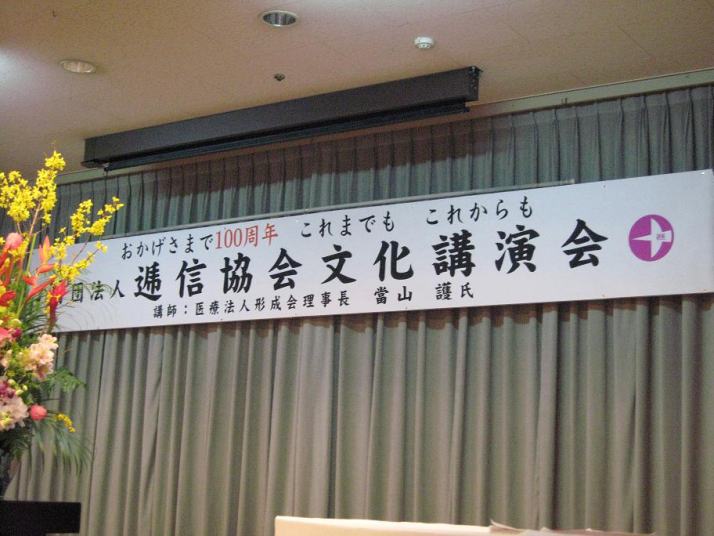 おかげさまで100周年 これまでも これからも
団法人 逓信協会文化講演会
講師：医療法人形成会理事長 當山 護氏